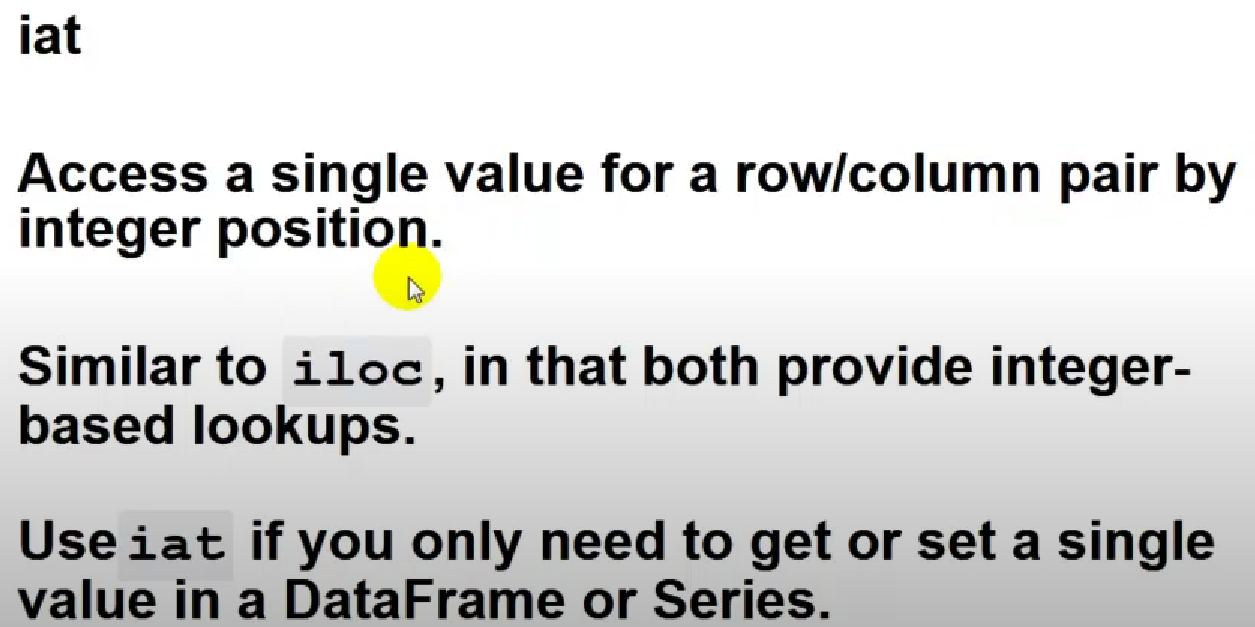 iat
Access a single value for a row/column pair by
integer position.
Similar to iloc, in that both provide integer-
based lookups.
Use iat if you only need to get or set a single
value in a DataFrame or Series.